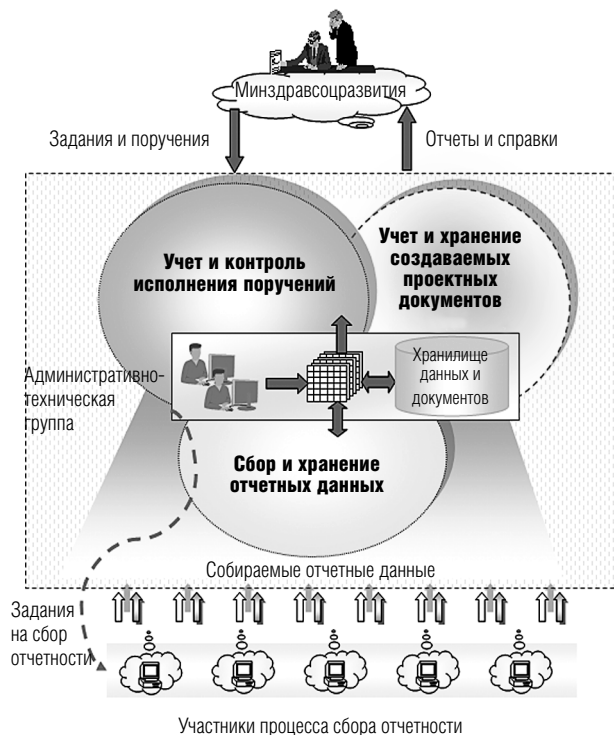 Минздравсоцразвития
Задания и поручения
Отчеты и справки
Учет и контроль
исполнения поручений
Учет и хранение
создаваемых
проектных
документов
Административно-
техническая
группа
Хранилище
данных и
документов
Сбор и хранение
отчетных данных
Собираемые отчетные данные
Задания
на сбор
отчетности
Участники процесса сбора отчетности